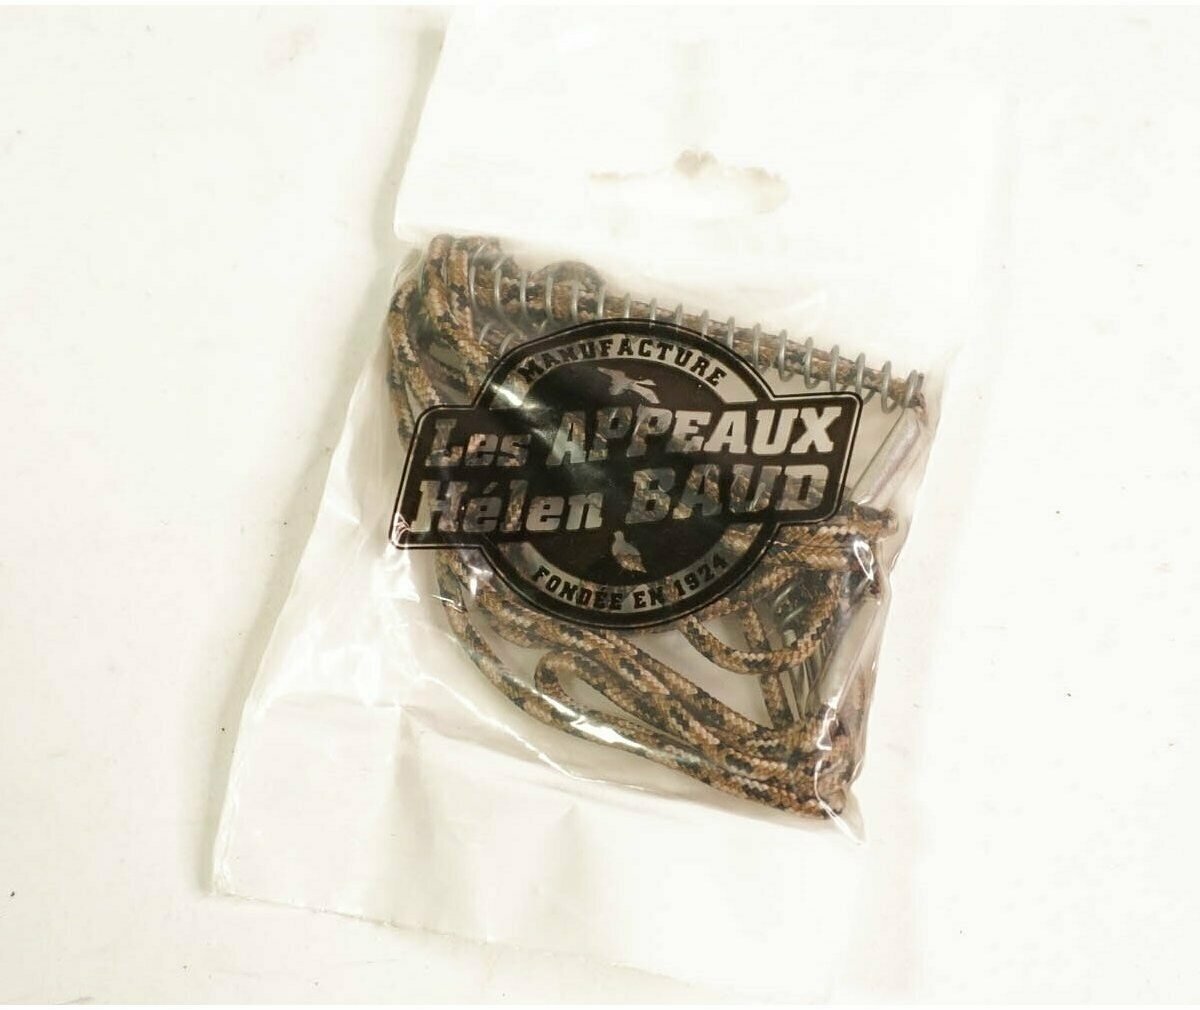 MANUFACTURE
Les APPEAUX
Hélen BAUD
FONDÉE EN 1924